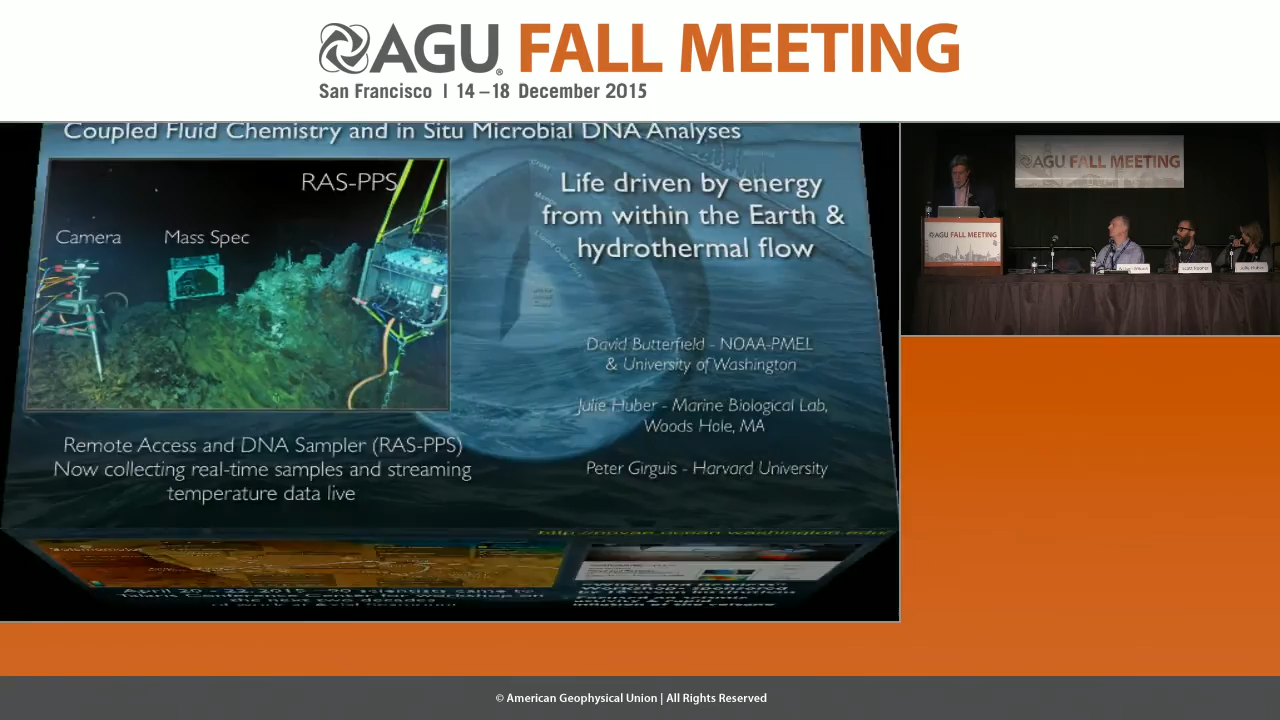 AGU FALL MEETING
San Francisco | 14 – 18 December 2015
Coupled Fluid Chemistry and in Situ Microbial DNA Analyses
RAS-PPS
Camera
Mass Spec
Life driven by energy
from within the Earth &
hydrothermal flow
David Butterfield - NOAA-PMEL
& University of Washington
Julie Huber - Marine Biological Lab,
Woods Hole, MA
Peter Girguis - Harvard University
Remote Access and DNA Sampler (RAS-PPS)
Now collecting real-time samples and streaming
temperature data live
April 20 - 22, 2015
AGU FALL MEETING
AGU FALL MEETING
© American Geophysical Union | All Rights Reserved